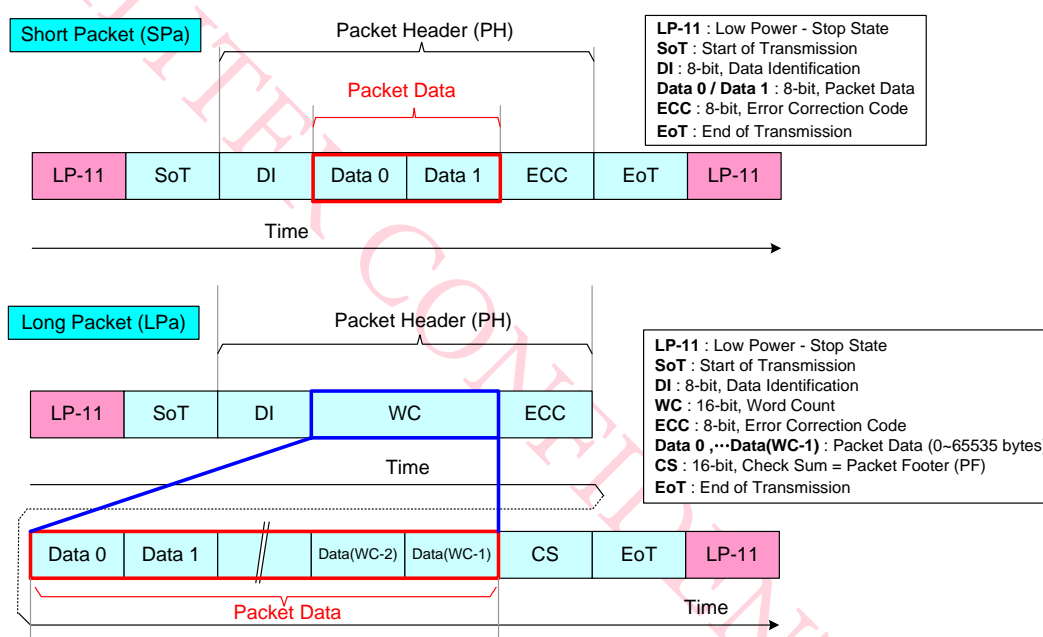 Short Packet (SPa)
Packet Header (PH)
Packet Data
LP-11 SoT DI Data 0 Data 1 ECC EoT LP-11
Time
LP-11 : Low Power - Stop State
SoT : Start of Transmission
DI : 8-bit, Data Identification
Data 0 / Data 1 : 8-bit, Packet Data
ECC : 8-bit, Error Correction Code
EoT : End of Transmission
Long Packet (LPa)
Packet Header (PH)
LP-11 SoT DI WC ECC
Time
LP-11 : Low Power - Stop State
SoT : Start of Transmission
DI : 8-bit, Data Identification
WC : 16-bit, Word Count
ECC : 8-bit, Error Correction Code
Data 0 ,···Data(WC-1) : Packet Data (0~65535 bytes)
CS : 16-bit, Check Sum = Packet Footer (PF)
EoT : End of Transmission
Data 0 Data 1 Data(WC-2) Data(WC-1) CS EoT LP-11
Packet Data
Time